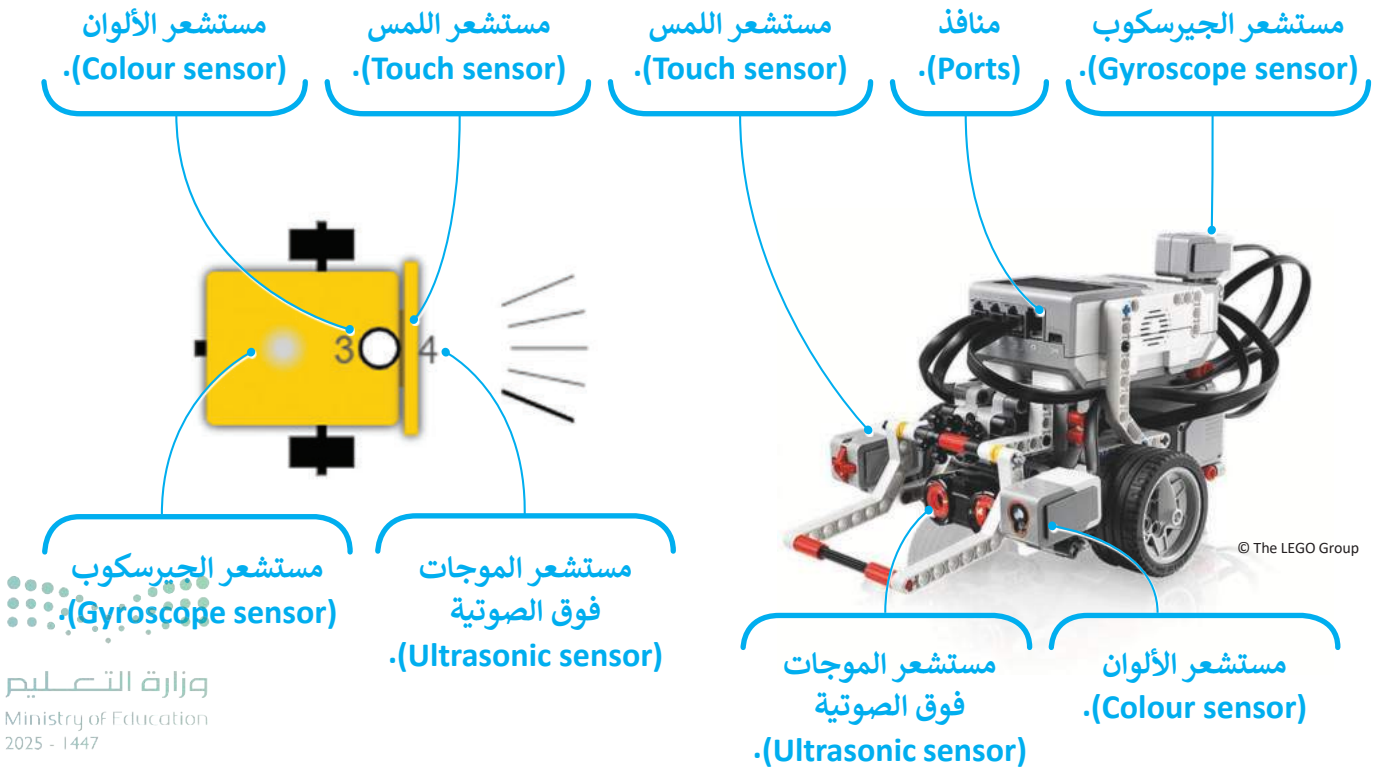 مستشعر الجيرسكوب
(Gyroscope sensor).
منافذ
(Ports).
مستشعر اللمس
(Touch sensor).
مستشعر اللمس
(Touch sensor).
مستشعر الألوان
(Colour sensor).
3
4
© The LEGO Group
مستشعر الألوان
(Colour sensor).
مستشعر الموجات
فوق الصوتية
(Ultrasonic sensor).
مستشعر الموجات
فوق الصوتية
(Ultrasonic sensor).
مستشعر الجيرسكوب
(Gyroscope sensor).
وزارة التعليم
Ministry of Education
2025 - 1447